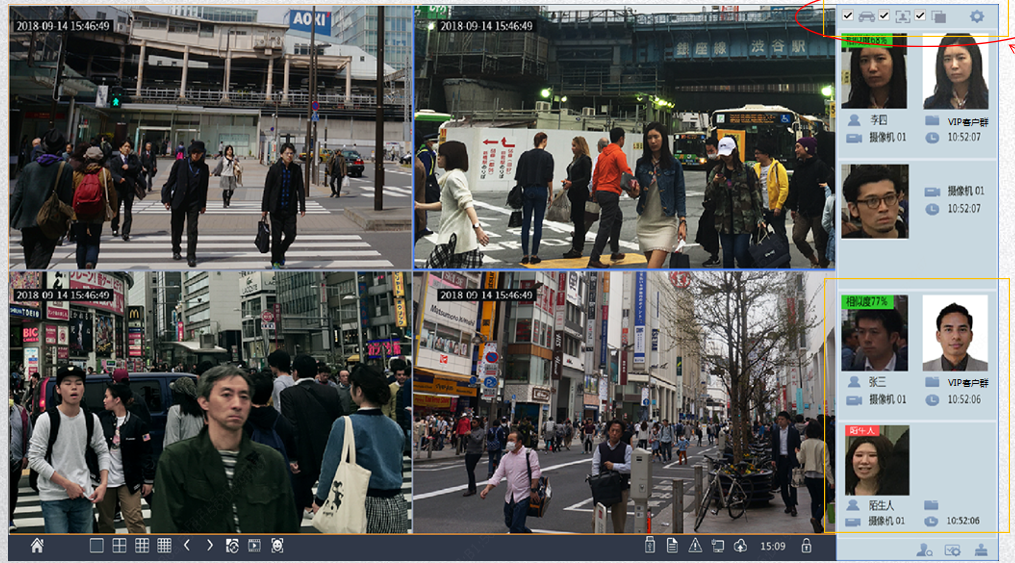 2018-09-14 15:46:49
AOKI
2018-09-14 15:46:49
銀座線 渋谷駅
相似度68%
李四
VIP客户群
摄像机 01
10:52:07
摄像机 01
10:52:07
2018-09-14 15:46:49
BIG
2018-09-14 15:46:49
Matsumoto Kiyoshi
相似度77%
张三
VIP客户群
摄像机 01
10:52:06
陌生人
陌生人
摄像机 01
10:52:06
15:09